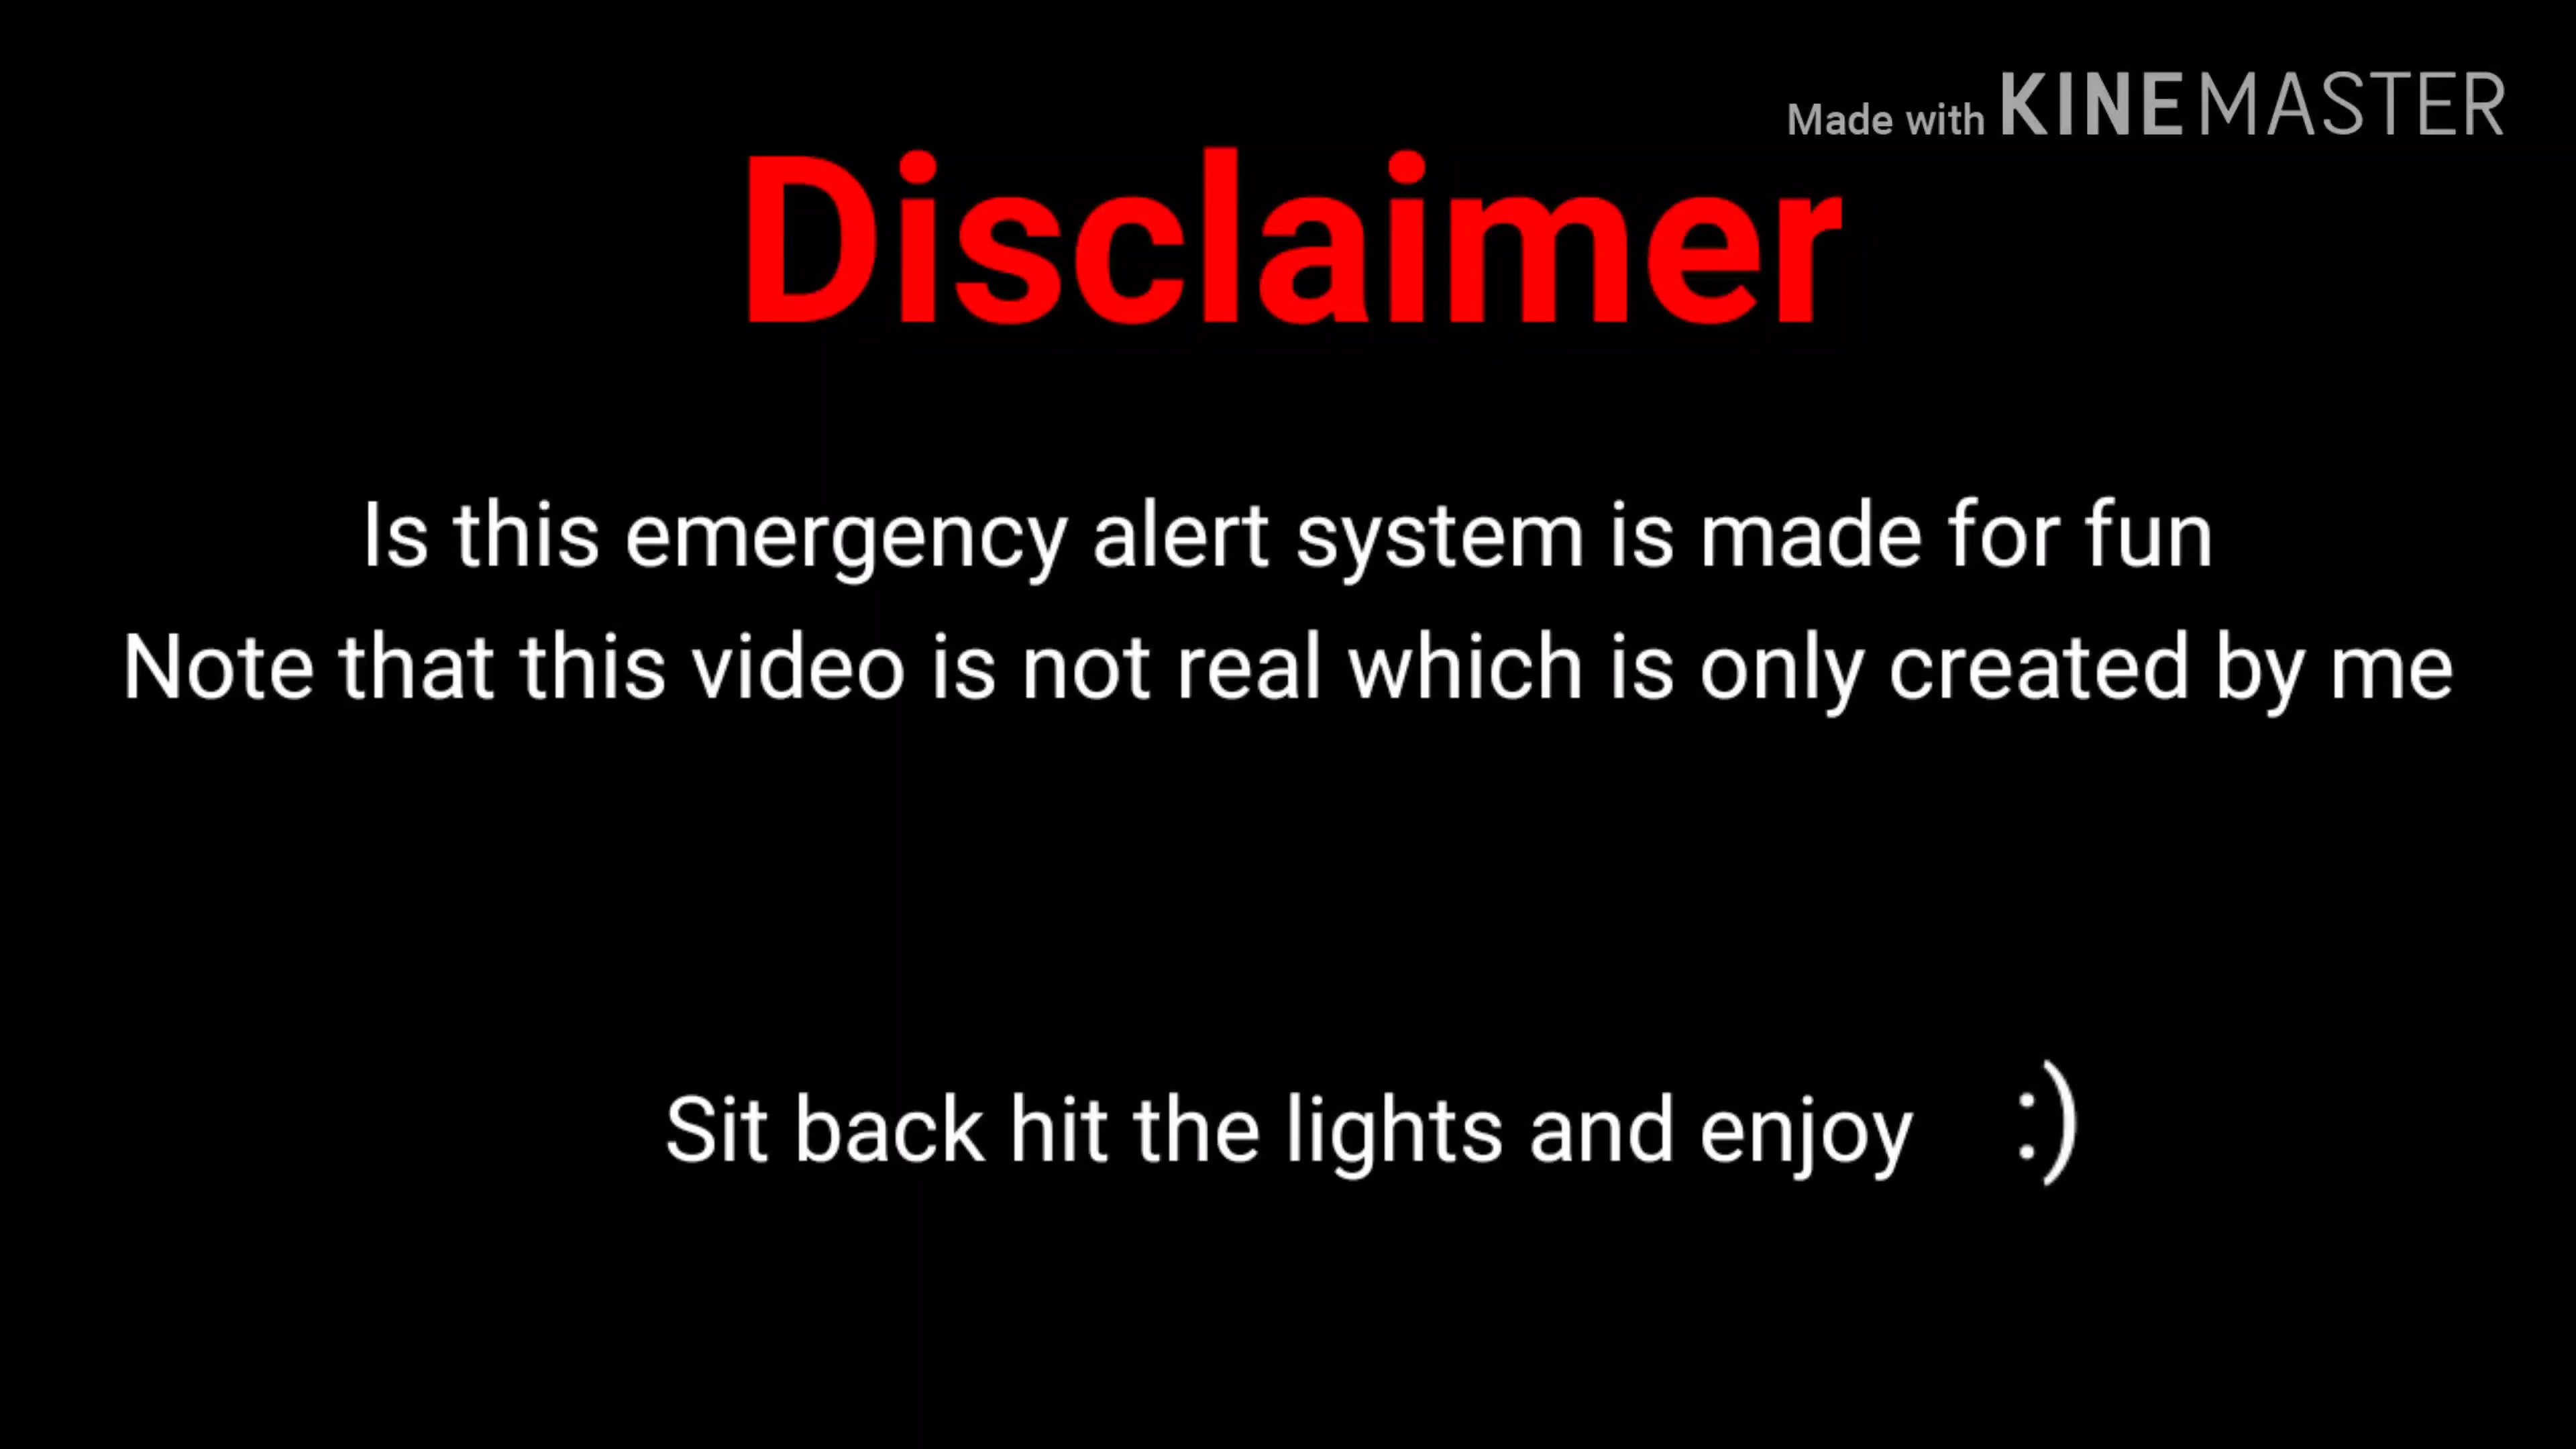 Made with KINEMASTER
Disclaimer
Is this emergency alert system is made for fun
Note that this video is not real which is only created by me
Sit back hit the lights and enjoy :)